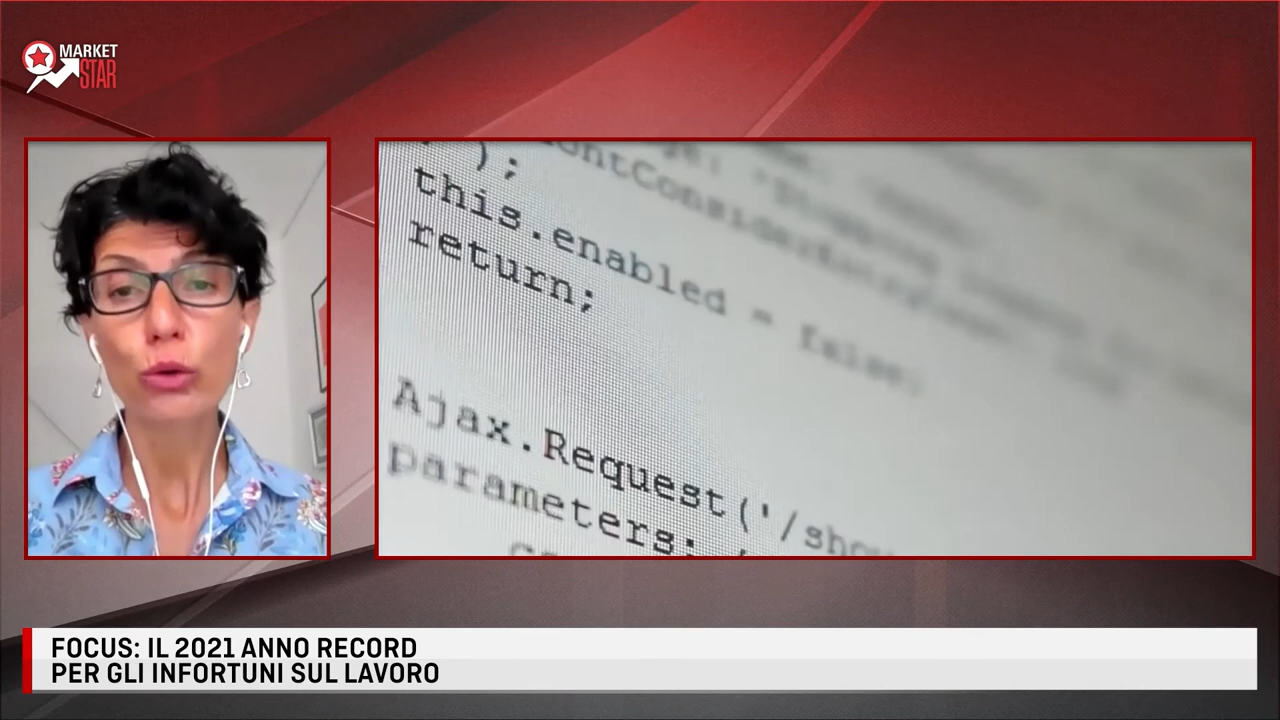 MARKET
STAR
);
this.enabled = false;
return;
Ajax.Request('/sho
parameters:
FOCUS: IL 2021 ANNO RECORD
PER GLI INFORTUNI SUL LAVORO